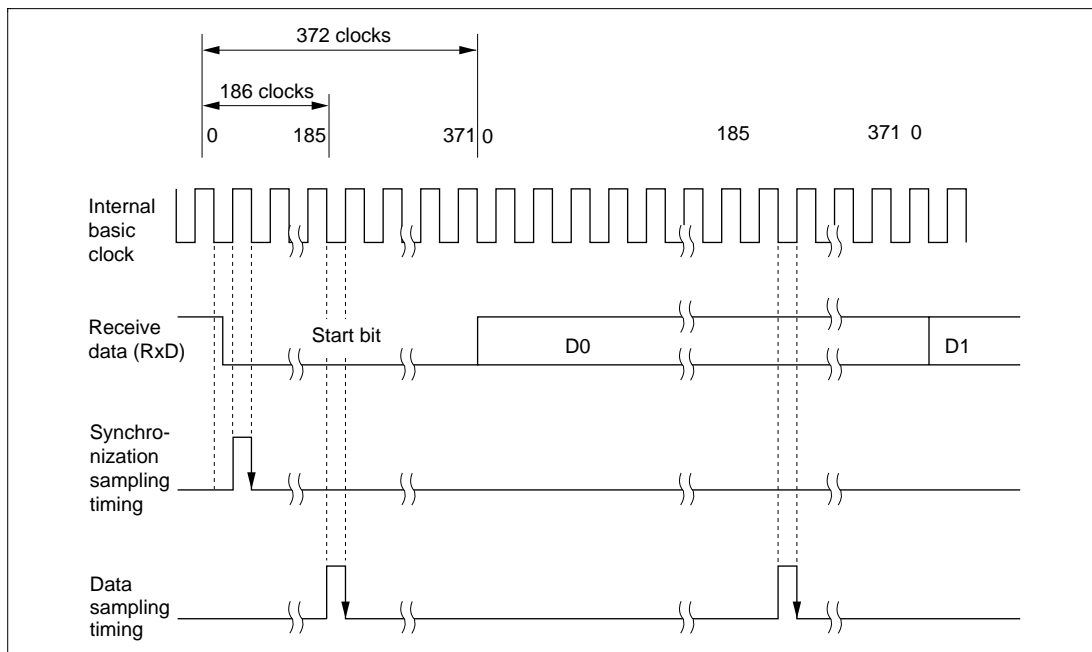 372 clocks
186 clocks
0 185 371 0 185 371 0
Internal
basic
clock
Receive
data (RxD)
Start bit
D0
D1
Synchro-
nization
sampling
timing
Data
sampling
timing